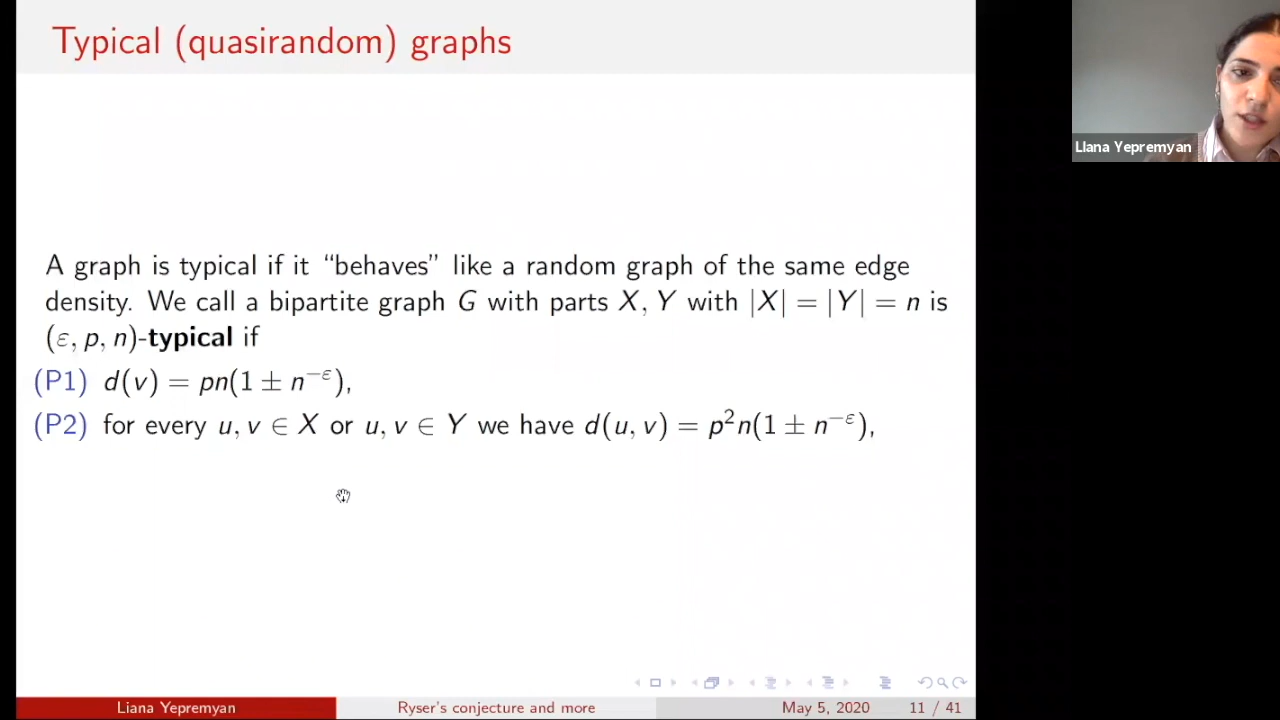 Typical (quasirandom) graphs
A graph is typical if it “behaves” like a random graph of the same edge
density. We call a bipartite graph G with parts X, Y with |X| = |Y| = n is
(ε, p, n)-typical if
(P1) d(v) = pn(1 ± n^{−ε}),
(P2) for every u, v ∈ X or u, v ∈ Y we have d(u, v) = p²n(1 ± n^{−ε}),
LIana Yepremyan
Liana Yepremyan Ryser's conjecture and more May 5, 2020 11 / 41